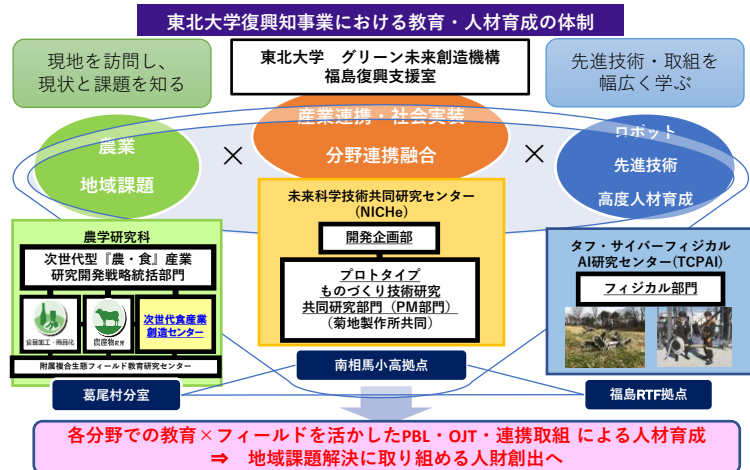 東北大学復興知事業における教育・人材育成の体制
現地を訪問し、
現状と課題を知る
東北大学　グリーン未来創造機構
福島復興支援室
先進技術・取組を
幅広く学ぶ
農業
地域課題
×
産業連携・社会実装
分野連携融合
×
ロボット
先進技術
高度人材育成
農学研究科
次世代型『農・食』産業
研究開発戦略統括部門
食品加工・商品化
農産物開発
次世代食産業
創造センター
附属複合生態フィールド教育研究センター
葛尾村分室
未来科学技術共同研究センター
(NICHe)
開発企画部
プロトタイプ
ものづくり技術研究
共同研究部門（PM部門）
（菊地製作所共同）
南相馬小高拠点
タフ・サイバーフィジカル
AI研究センター(TCPAI)
フィジカル部門
福島RTF拠点
各分野での教育×フィールドを活かしたPBL・OJT・連携取組 による人材育成
⇒　地域課題解決に取り組める人財創出へ